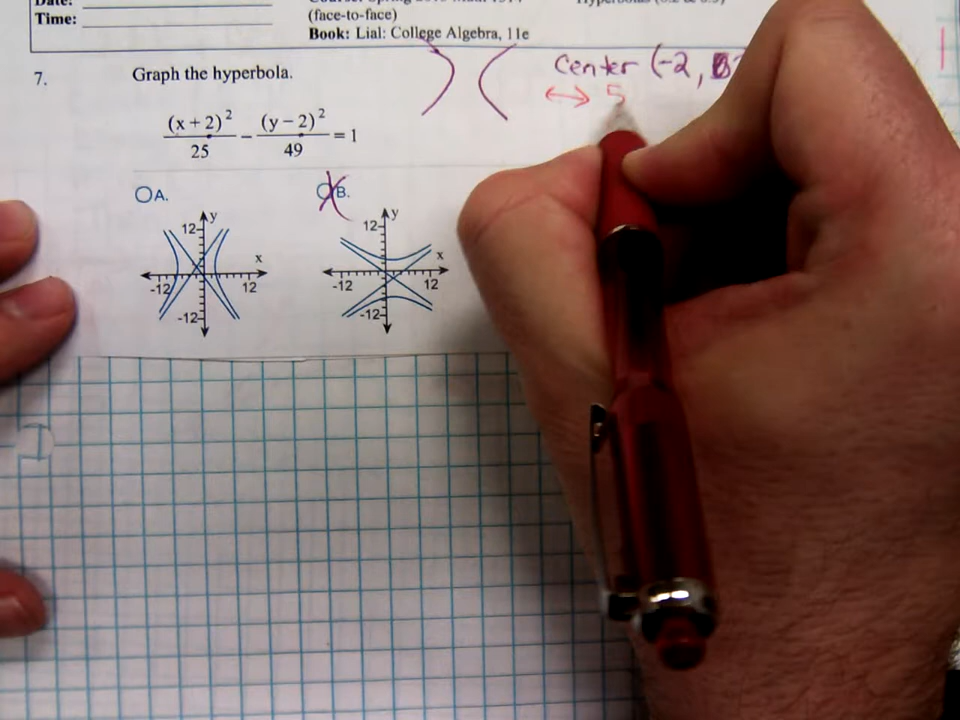 Date:
Time:
(face-to-face)
Book: Lial: College Algebra, 11e
7.
Graph the hyperbola.
Center (-2,
↔ 5
(x + 2)² / 25 − (y − 2)² / 49 = 1
A.
B.
y
12
x
-12
12
-12
y
12
x
-12
12
-12